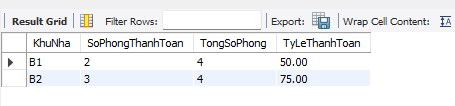 Result Grid Filter Rows: Export: Wrap Cell Content:
KhuNha SoPhongThanhToan TongSoPhong TyLeThanhToan
B1 2 4 50.00
B2 3 4 75.00